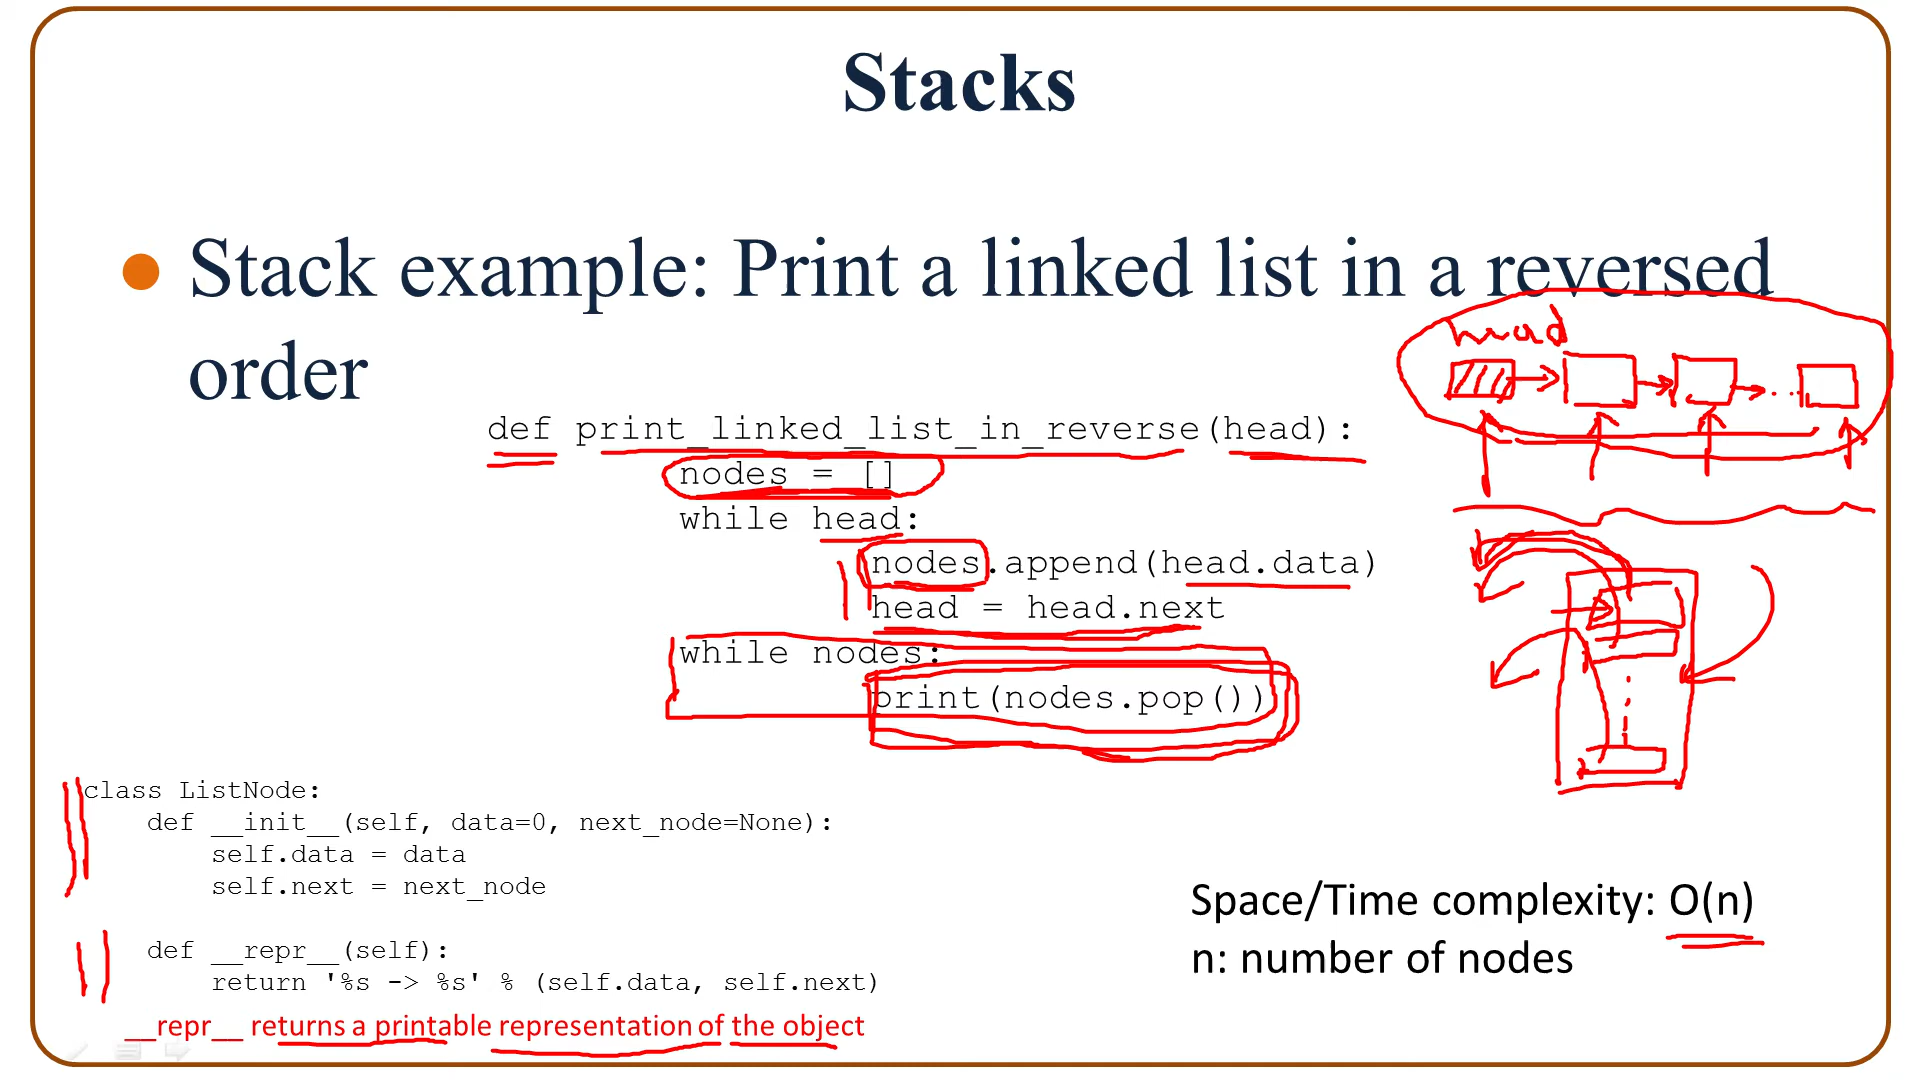 Stacks
Stack example: Print a linked list in a reversed
order
head
def print_linked_list_in_reverse(head):
nodes = []
while head:
nodes.append(head.data)
head = head.next
while nodes:
print(nodes.pop())
class ListNode:
def __init__(self, data=0, next_node=None):
self.data = data
self.next = next_node
def __repr__(self):
return '%s -> %s' % (self.data, self.next)
__repr__ returns a printable representation of the object
Space/Time complexity: O(n)
n: number of nodes